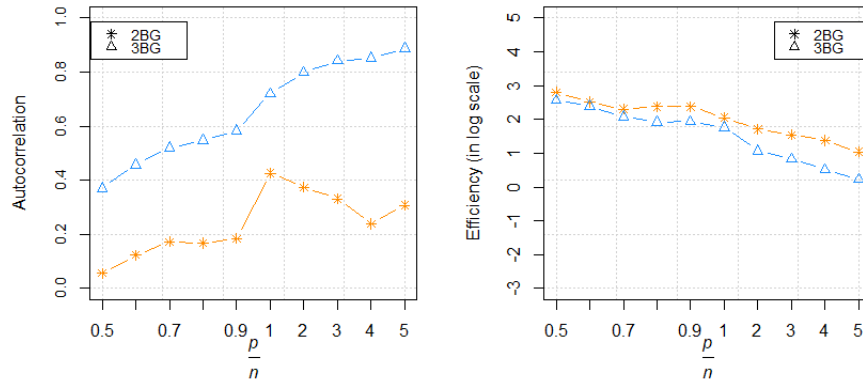 2BG
3BG
Autocorrelation
1.0
0.8
0.6
0.4
0.2
0.0
0.5 0.7 0.9 1 2 3 4 5
p
n
2BG
3BG
Efficiency (in log scale)
5
4
3
2
1
0
-1
-2
-3
0.5 0.7 0.9 1 2 3 4 5
p
n